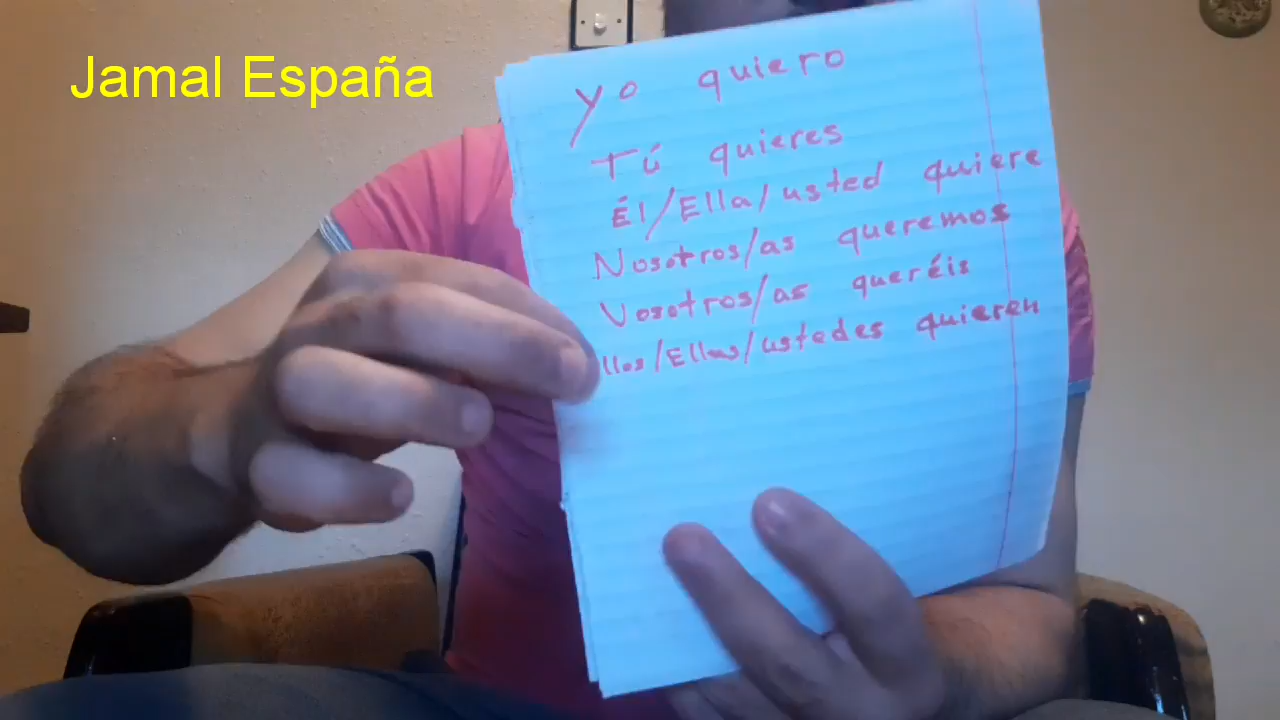 Jamal España
Yo quiero
Tú quieres
Él/Ella/usted quiere
Nosotros/as queremos
Vosotros/as queréis
llos/Ellas/ustedes quieren